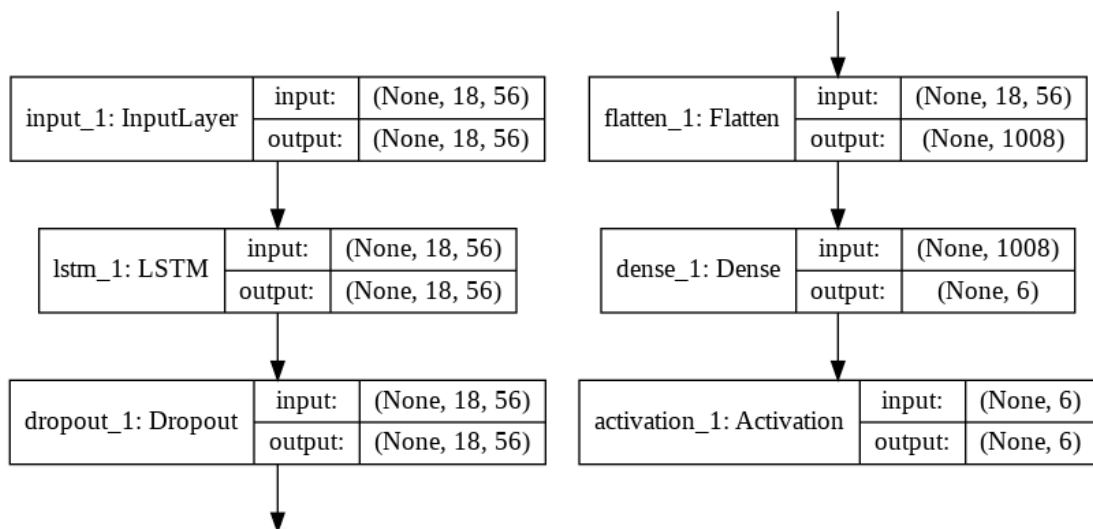 input_1: InputLayer
input: (None, 18, 56)
output: (None, 18, 56)
lstm_1: LSTM
input: (None, 18, 56)
output: (None, 18, 56)
dropout_1: Dropout
input: (None, 18, 56)
output: (None, 18, 56)
flatten_1: Flatten
input: (None, 18, 56)
output: (None, 1008)
dense_1: Dense
input: (None, 1008)
output: (None, 6)
activation_1: Activation
input: (None, 6)
output: (None, 6)